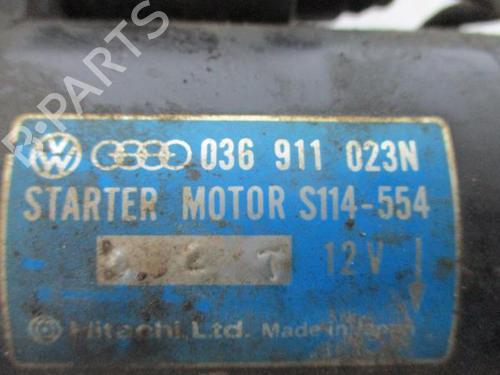 R-PARTS
036 911 023N
STARTER MOTOR S114-554
12V
Hitachi, Ltd. Made in Japan